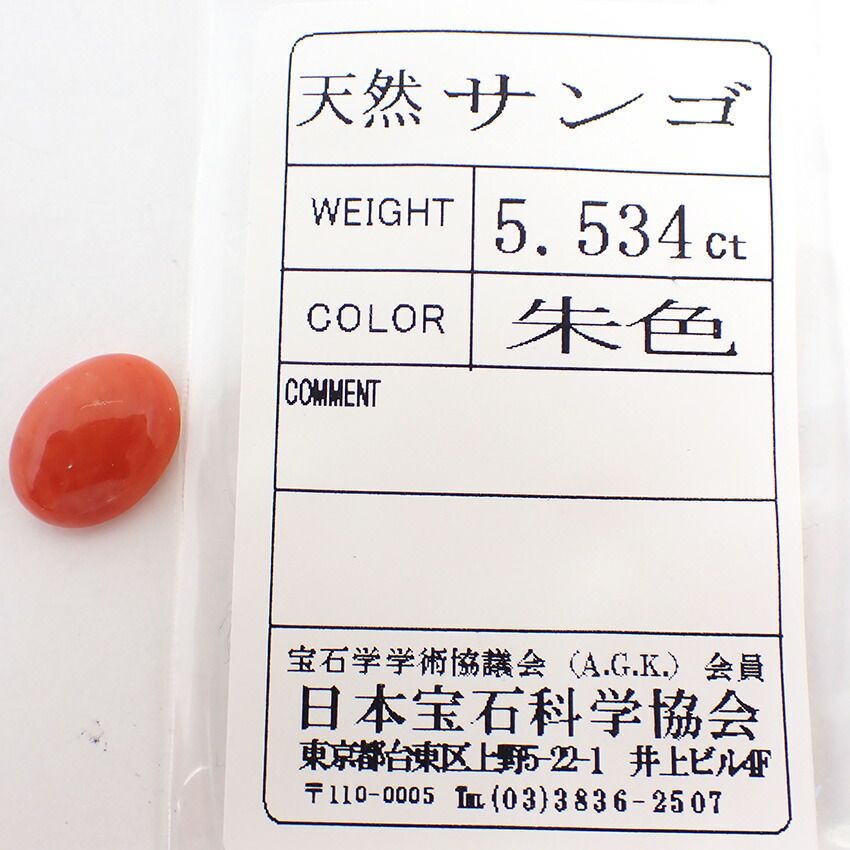 天然 サンゴ
WEIGHT 5.534ct
COLOR 朱色
COMMENT
宝石学学術協議会 (A.G.K.) 会員
日本宝石科学協会
東京都台東区上野5-22-1 井上ビル4F
〒110-0005 ℡(03)3836-2507